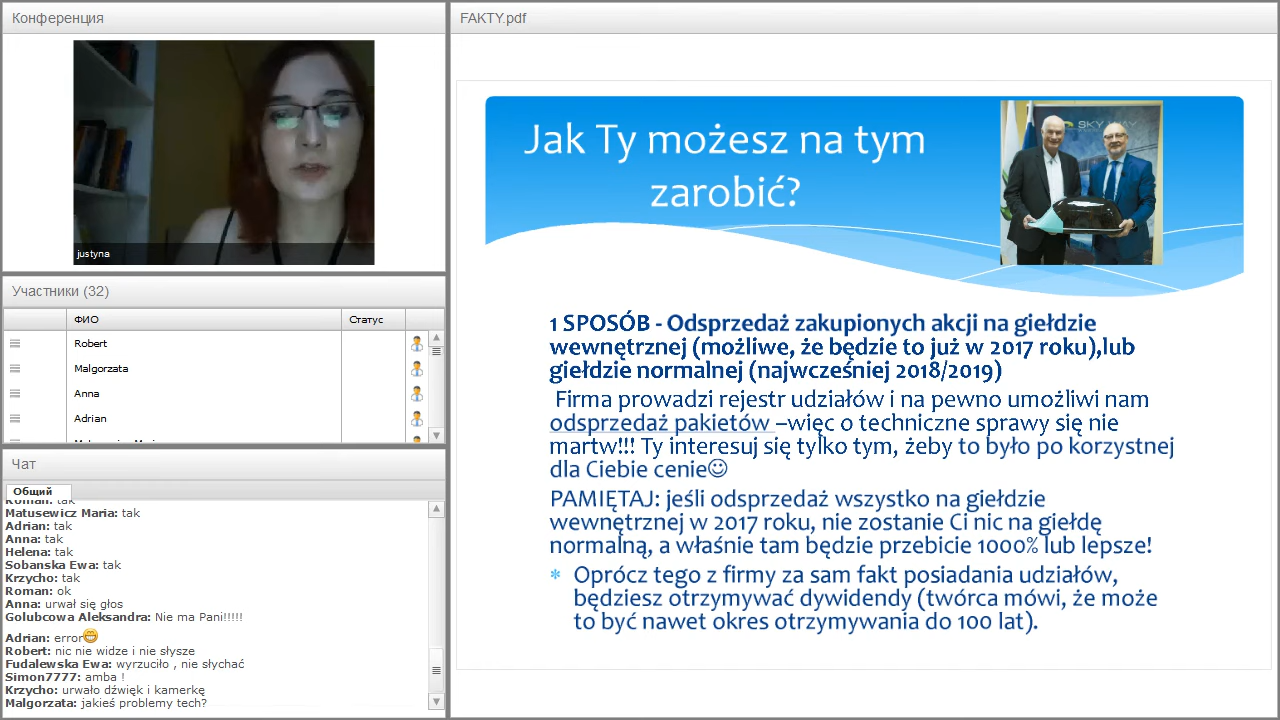 Конференция
justyna
Участники (32)
ФИО
Статус
Robert
Malgorzata
Anna
Adrian
Чат
Общий
Roman: tak
Matusewicz Maria: tak
Adrian: tak
Anna: tak
Helena: tak
Sobanska Ewa: tak
Krzycho: tak
Roman: ok
Anna: urwał się głos
Golubcowa Aleksandra: Nie ma Pani!!!!!
Adrian: error
Robert: nic nie widze i nie słysze
Fudalewska Ewa: wyrzuciło , nie słychać
Simon7777: amba !
Krzycho: urwało dźwięk i kamerkę
Malgorzata: jakieś problemy tech?
FAKTY.pdf
Jak Ty możesz na tym
zarobić?
SKY WAY
1 SPOSÓB - Odsprzedaż zakupionych akcji na giełdzie
wewnętrznej (możliwe, że będzie to już w 2017 roku),lub
giełdzie normalnej (najwcześniej 2018/2019)
Firma prowadzi rejestr udziałów i na pewno umożliwi nam
odsprzedaż pakietów –więc o techniczne sprawy się nie
martw!!! Ty interesuj się tylko tym, żeby to było po korzystnej
dla Ciebie cenie☺
PAMIĘTAJ: jeśli odsprzedaż wszystko na giełdzie
wewnętrznej w 2017 roku, nie zostanie Ci nic na giełdę
normalną, a właśnie tam będzie przebicie 1000% lub lepsze!
* Oprócz tego z firmy za sam fakt posiadania udziałów,
będziesz otrzymywać dywidendy (twórca mówi, że może
to być nawet okres otrzymywania do 100 lat).